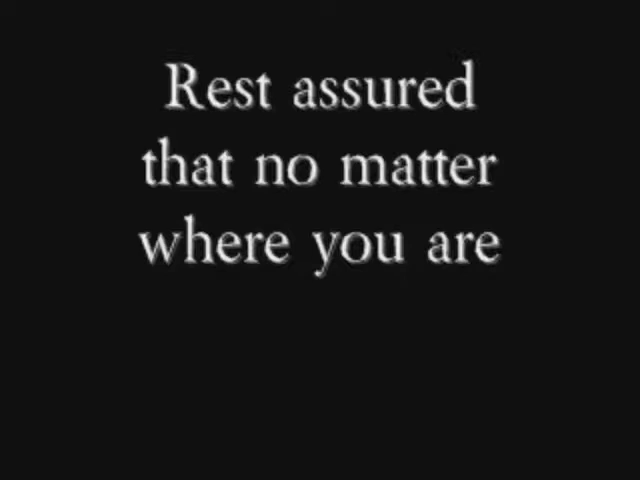 Rest assured
that no matter
where you are